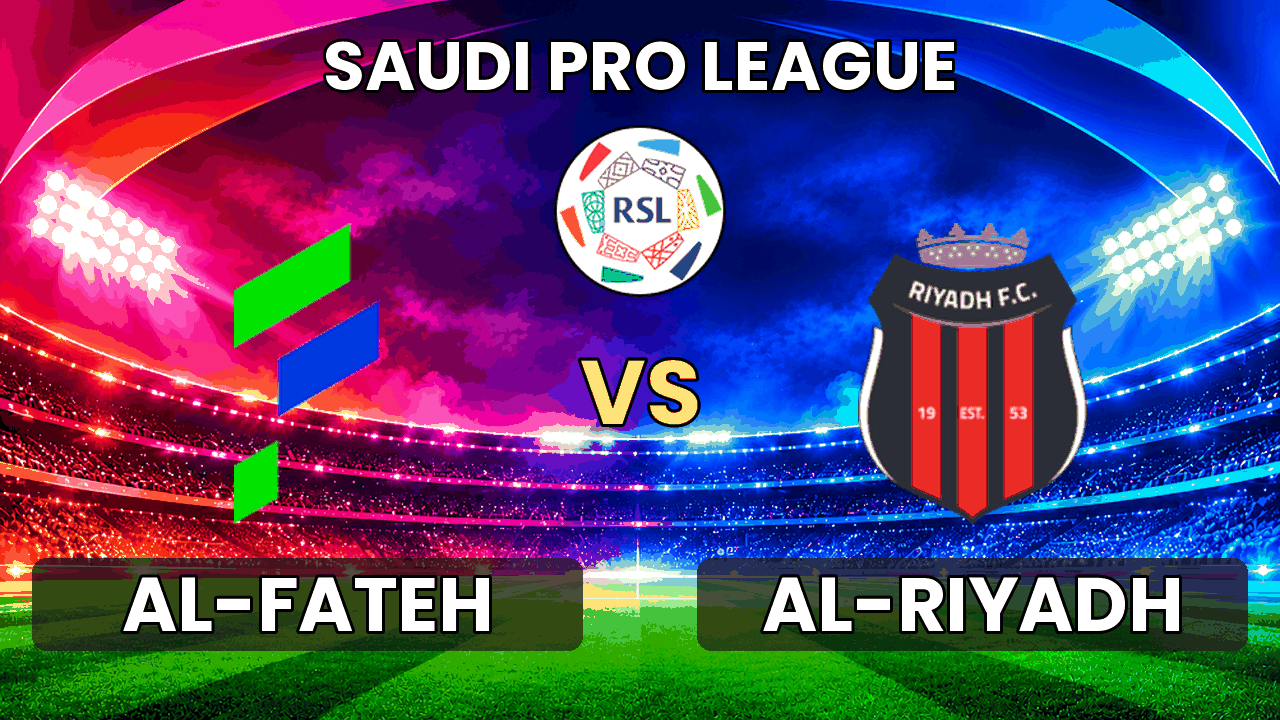 SAUDI PRO LEAGUE
RSL
VS
RIYADH F.C.
19 EST. 53
AL-FATEH
AL-RIYADH